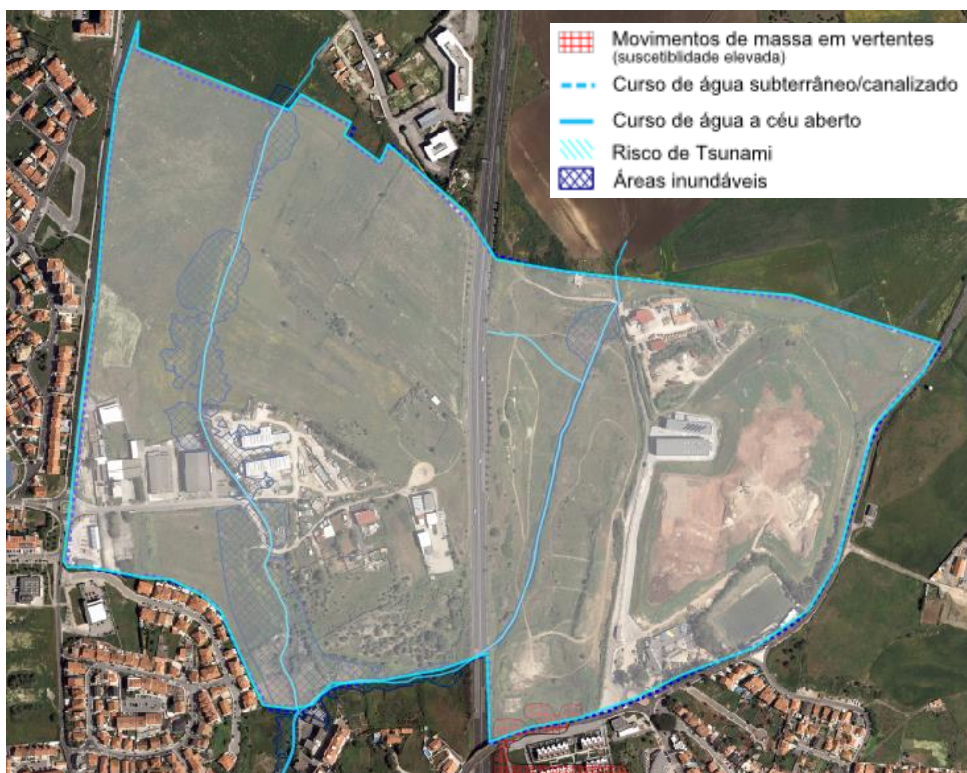 Movimentos de massa em vertentes
(suscetiblidade elevada)
Curso de água subterrâneo/canalizado
Curso de água a céu aberto
Risco de Tsunami
Áreas inundáveis